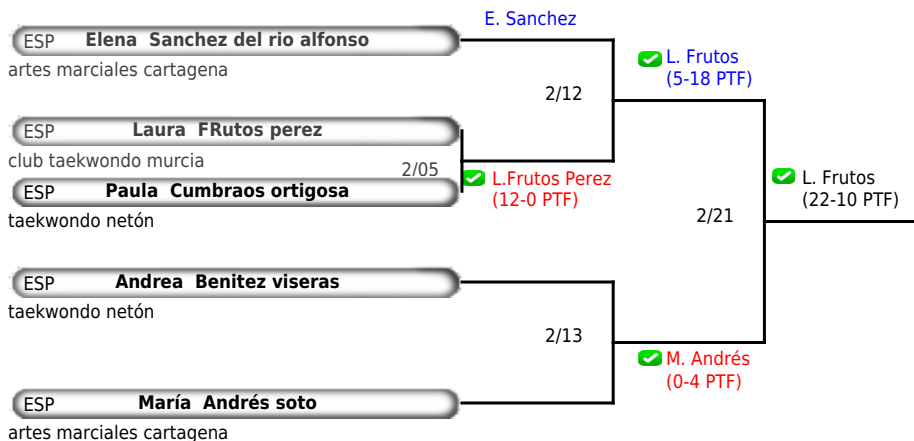 E. Sanchez
ESP Elena Sanchez del rio alfonso
artes marciales cartagena
L. Frutos
(5-18 PTF)
2/12
ESP Laura FRutos perez
club taekwondo murcia
2/05
L.Frutos Perez
(12-0 PTF)
ESP Paula Cumbraos ortigosa
taekwondo netón
L. Frutos
(22-10 PTF)
2/21
ESP Andrea Benitez viseras
taekwondo netón
2/13
M. Andrés
(0-4 PTF)
ESP María Andrés soto
artes marciales cartagena